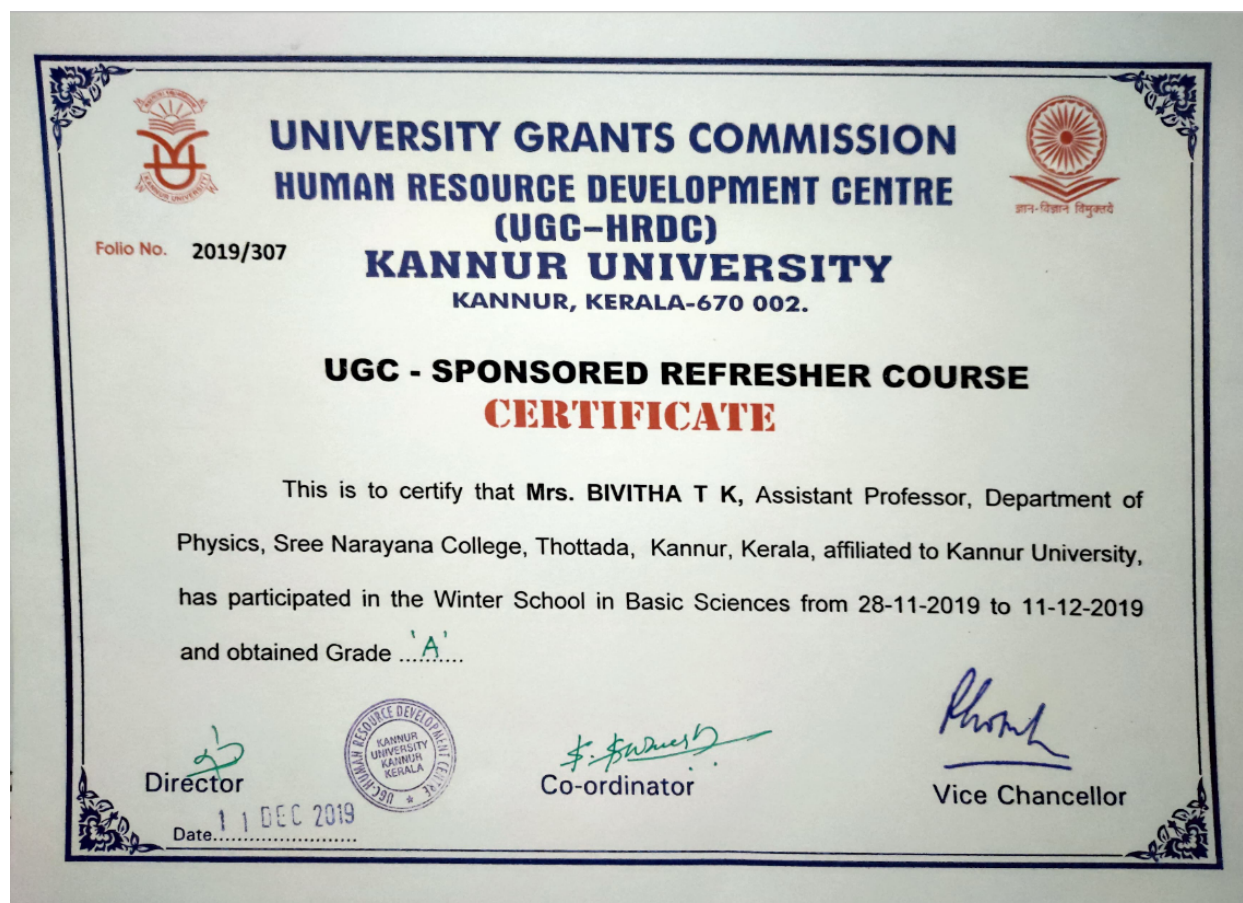 KANNUR UNIVERSITY
UNIVERSITY GRANTS COMMISSION
HUMAN RESOURCE DEVELOPMENT CENTRE
(UGC–HRDC)
ज्ञान-विज्ञान विमुक्तये
Folio No. 2019/307
KANNUR UNIVERSITY
KANNUR, KERALA-670 002.
UGC - SPONSORED REFRESHER COURSE
CERTIFICATE
This is to certify that Mrs. BIVITHA T K, Assistant Professor, Department of
Physics, Sree Narayana College, Thottada, Kannur, Kerala, affiliated to Kannur University,
has participated in the Winter School in Basic Sciences from 28-11-2019 to 11-12-2019
and obtained Grade ...'A'.......
UGC-HUMAN RESOURCE DEVELOPMENT CENTRE
KANNUR
UNIVERSITY
KANNUR
KERALA
Director
Co-ordinator
Vice Chancellor
Date 11 DEC 2019